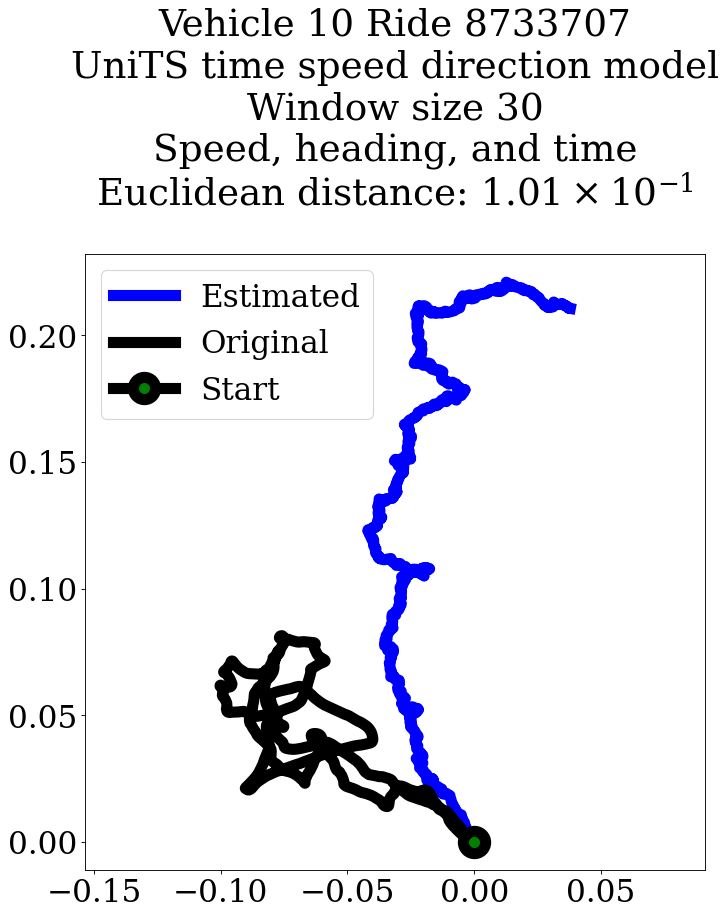 Vehicle 10 Ride 8733707
UniTS time speed direction model
Window size 30
Speed, heading, and time
Euclidean distance: 1.01 × 10⁻¹
Estimated
Original
Start
0.20
0.15
0.10
0.05
0.00
−0.15 −0.10 −0.05 0.00 0.05